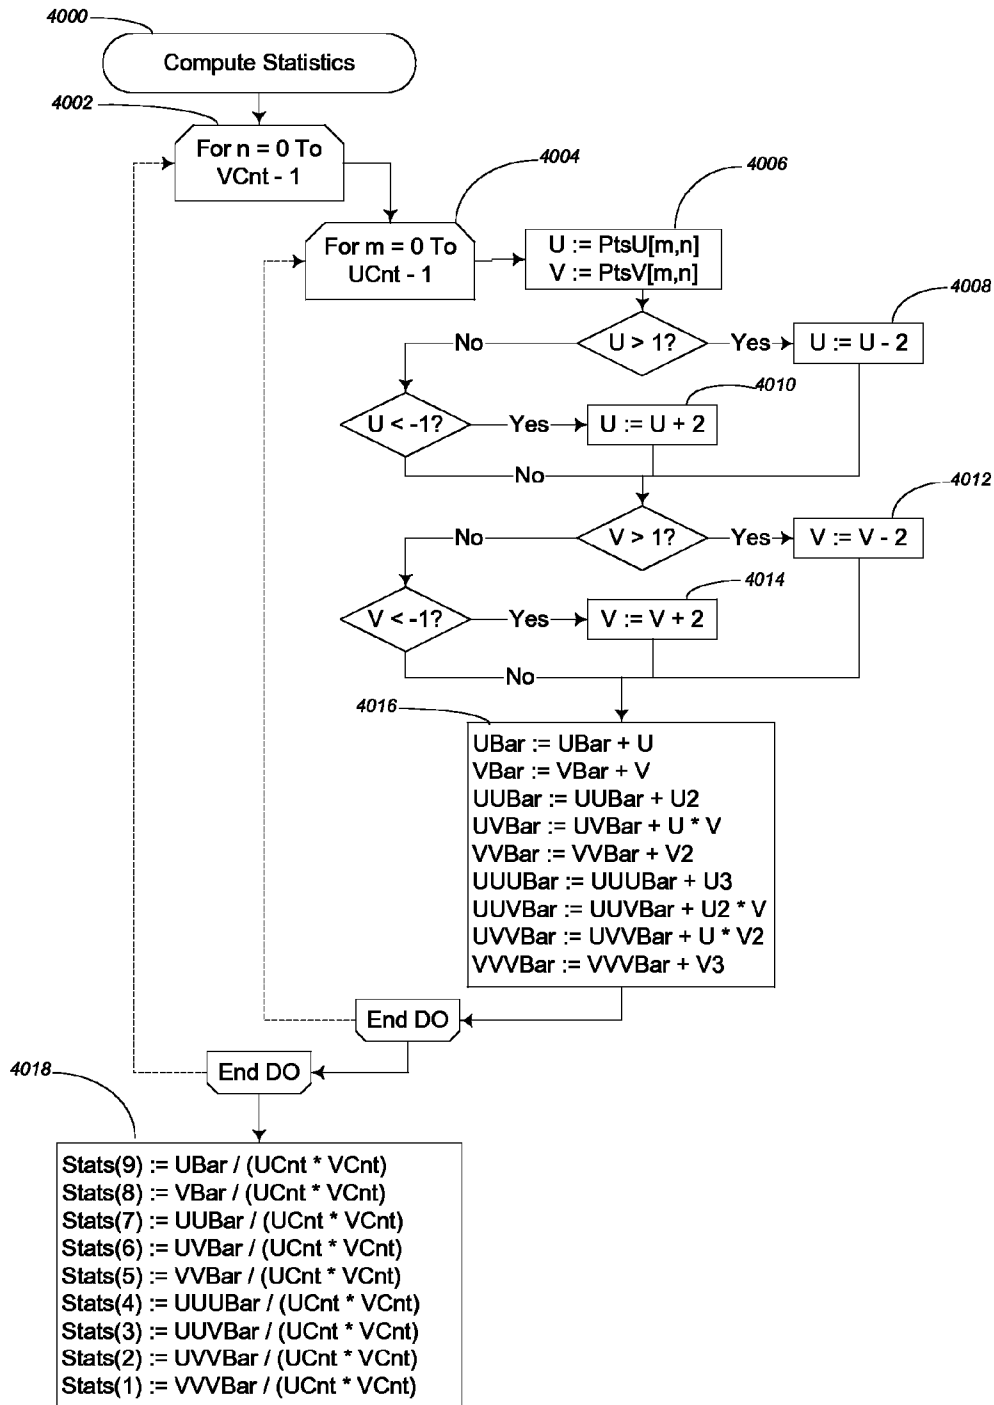 4000
Compute Statistics
4002
For n = 0 To
VCnt - 1
4004
For m = 0 To
UCnt - 1
4006
U := PtsU[m,n]
V := PtsV[m,n]
4008
U > 1?
No
Yes
U := U - 2
4010
U < -1?
Yes
U := U + 2
No
4012
V > 1?
No
Yes
V := V - 2
4014
V < -1?
Yes
V := V + 2
No
4016
UBar := UBar + U
VBar := VBar + V
UUBar := UUBar + U2
UVBar := UVBar + U * V
VVBar := VVBar + V2
UUUBar := UUUBar + U3
UUVBar := UUVBar + U2 * V
UVVBar := UVVBar + U * V2
VVVBar := VVVBar + V3
End DO
End DO
4018
Stats(9) := UBar / (UCnt * VCnt)
Stats(8) := VBar / (UCnt * VCnt)
Stats(7) := UUBar / (UCnt * VCnt)
Stats(6) := UVBar / (UCnt * VCnt)
Stats(5) := VVBar / (UCnt * VCnt)
Stats(4) := UUUBar / (UCnt * VCnt)
Stats(3) := UUVBar / (UCnt * VCnt)
Stats(2) := UVVBar / (UCnt * VCnt)
Stats(1) := VVVBar / (UCnt * VCnt)